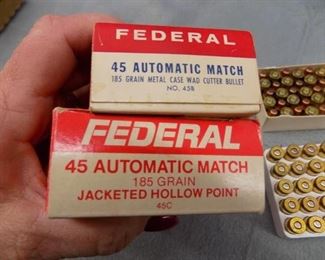 FEDERAL
45 AUTOMATIC MATCH
185 GRAIN METAL CASE WAD CUTTER BULLET
NO. 45B
FEDERAL
45 AUTOMATIC MATCH
185 GRAIN
JACKETED HOLLOW POINT
45C